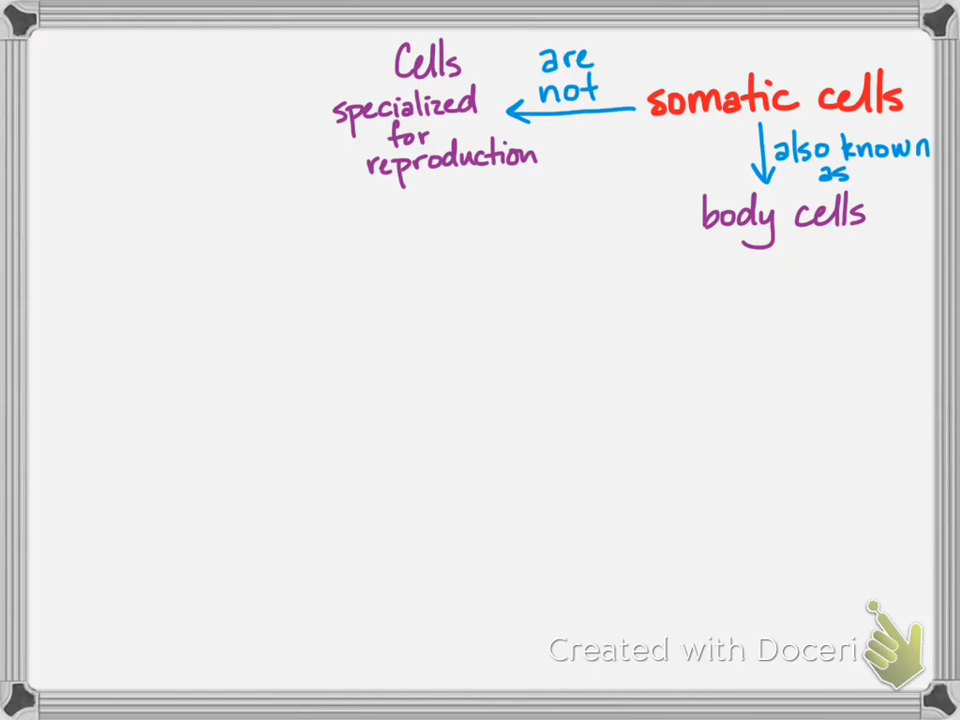 Cells
specialized
for
reproduction
are
not
somatic cells
also known
as
body cells
Created with Doceri